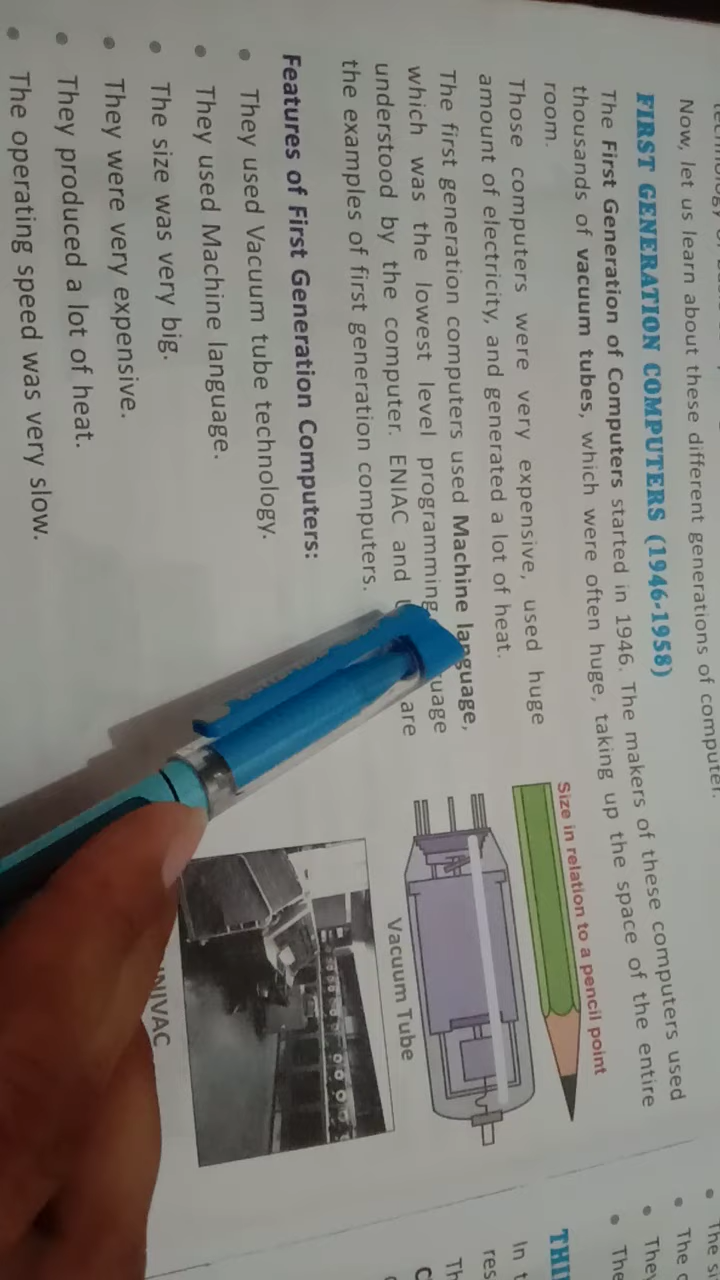 Now, let us learn about these different generations of computer.
FIRST GENERATION COMPUTERS (1946-1958)
The First Generation of Computers started in 1946. The makers of these computers used
thousands of vacuum tubes, which were often huge, taking up the space of the entire
room.
Those computers were very expensive, used huge
amount of electricity, and generated a lot of heat.
The first generation computers used Machine language,
which was the lowest level programming
understood by the computer. ENIAC and are
the examples of first generation computers.
Features of First Generation Computers:
They used Vacuum tube technology.
They used Machine language.
The size was very big.
They were very expensive.
They produced a lot of heat.
The operating speed was very slow.
Size in relation to a pencil point
Vacuum Tube
UNIVAC